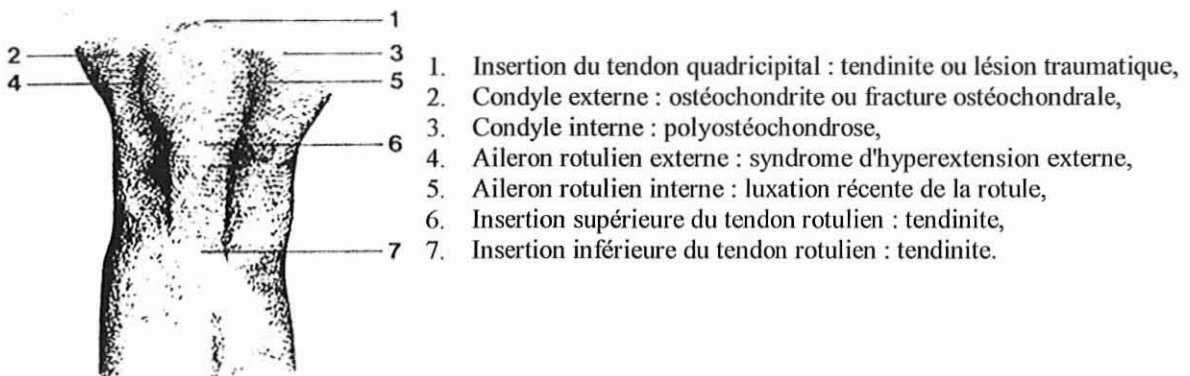 1
2
3
4
5
6
7
1. Insertion du tendon quadricipital : tendinite ou lésion traumatique,
2. Condyle externe : ostéochondrite ou fracture ostéochondrale,
3. Condyle interne : polyostéochondrose,
4. Aileron rotulien externe : syndrome d'hyperextension externe,
5. Aileron rotulien interne : luxation récente de la rotule,
6. Insertion supérieure du tendon rotulien : tendinite,
7. Insertion inférieure du tendon rotulien : tendinite.